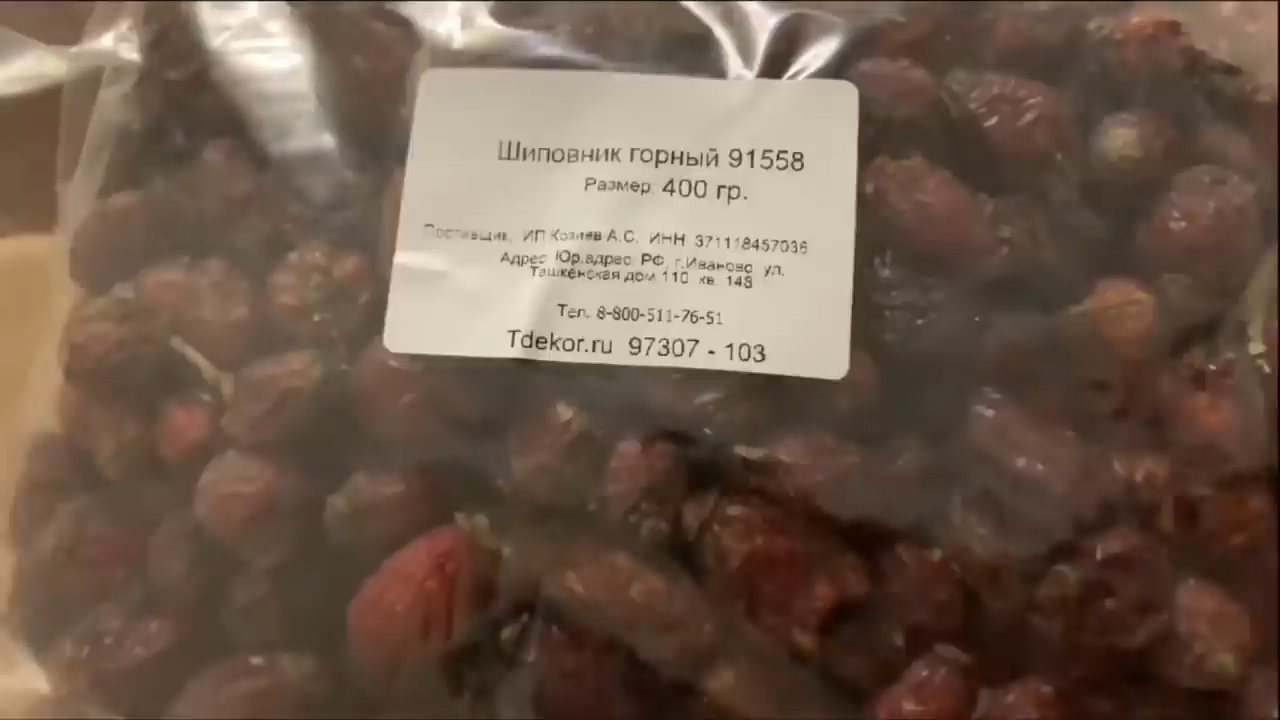 Шиповник горный 91558
Размер: 400 гр.
Поставщик: ИП Козлев А.С. ИНН 371118457036
Адрес: Юр.адрес: РФ, г.Иваново, ул.
Ташкенская дом 110 кв. 148
Тел. 8-800-511-76-51
Tdekor.ru 97307 - 103